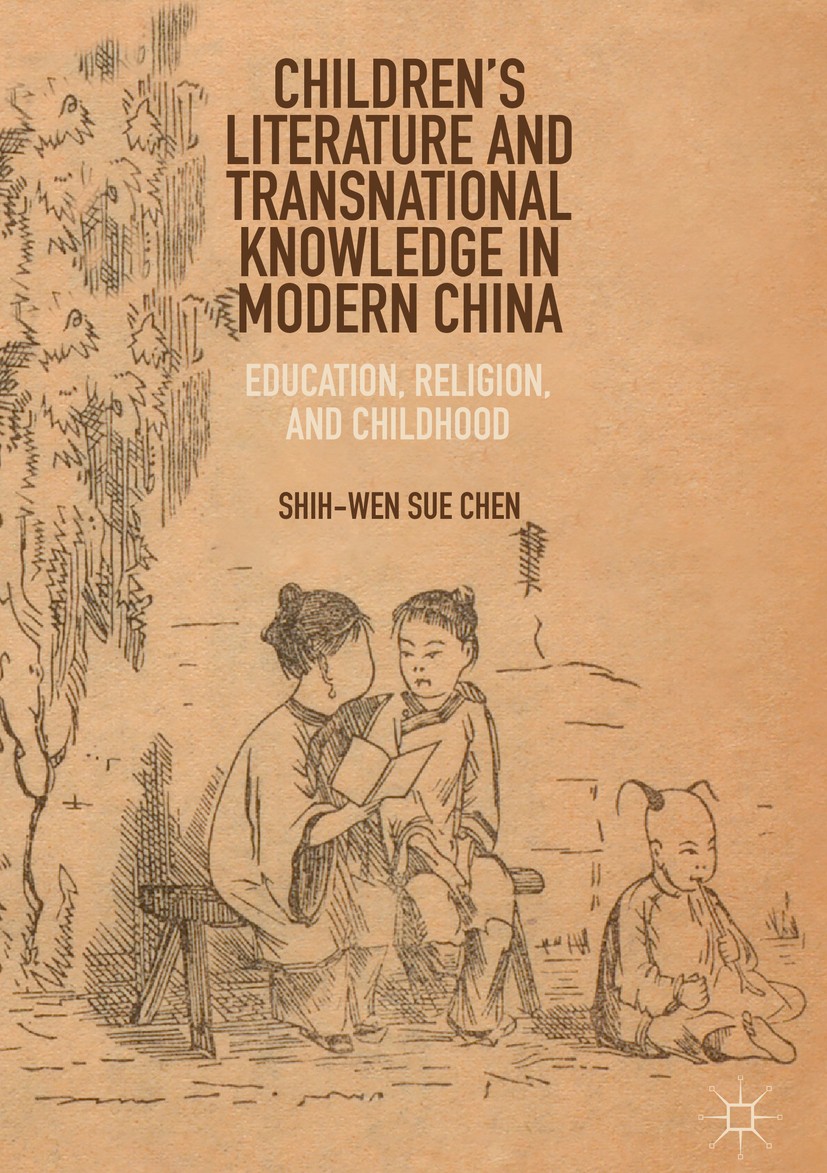 CHILDREN'S
LITERATURE AND
TRANSNATIONAL
KNOWLEDGE IN
MODERN CHINA
EDUCATION, RELIGION,
AND CHILDHOOD
SHIH-WEN SUE CHEN